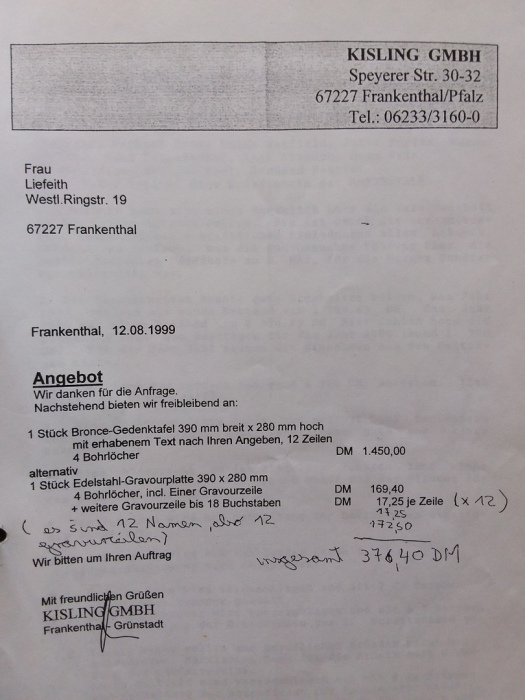 KISLING GMBH
Speyerer Str. 30-32
67227 Frankenthal/Pfalz
Tel.: 06233/3160-0
Frau
Liefeith
Westl.Ringstr. 19
67227 Frankenthal
Frankenthal, 12.08.1999
Angebot
Wir danken für die Anfrage.
Nachstehend bieten wir freibleibend an:
1 Stück Bronce-Gedenktafel 390 mm breit x 280 mm hoch
mit erhabenem Text nach Ihren Angeben, 12 Zeilen
4 Bohrlöcher DM 1.450,00
alternativ
1 Stück Edelstahl-Gravourplatte 390 x 280 mm
4 Bohrlöcher, incl. Einer Gravourzeile DM 169,40
+ weitere Gravourzeile bis 18 Buchstaben DM 17,25 je Zeile (x 12)
17,25
( es sind 12 Namen, also 12 172,50
gravurzeilen)
Wir bitten um Ihren Auftrag insgesamt 376,40 DM
Mit freundlichen Grüßen
KISLING GMBH
Frankenthal - Grünstadt